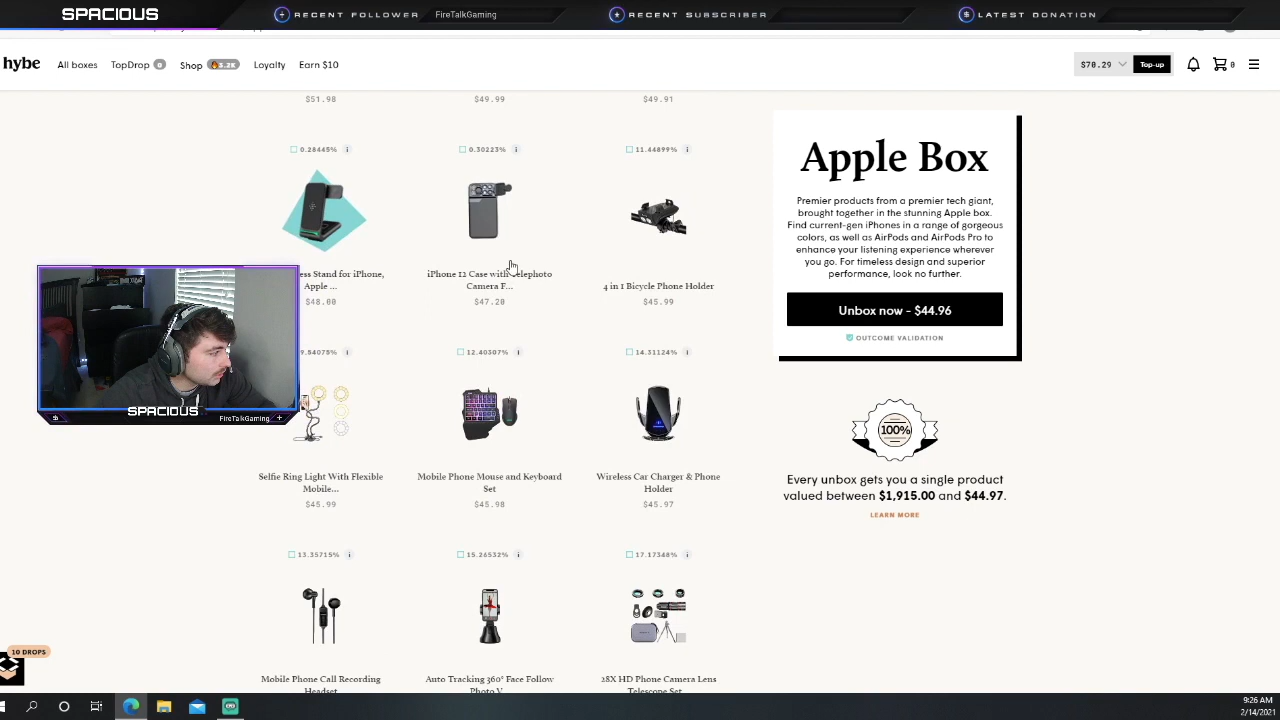 SPACIOUS
RECENT FOLLOWER FireTalkGaming
RECENT SUBSCRIBER
LATEST DONATION
hybe
All boxes
TopDrop 0
Shop 3.2K
Loyalty
Earn $10
$70.29
Top-up
0
$51.98
$49.99
$49.91
0.28445% i
0.30223% i
11.44899% i
ess Stand for iPhone,
Apple ...
$48.00
iPhone 12 Case with Telephoto
Camera F...
$47.20
4 in 1 Bicycle Phone Holder
$45.99
9.54075% i
12.40307% i
14.31124% i
Selfie Ring Light With Flexible
Mobile...
$45.99
Mobile Phone Mouse and Keyboard
Set
$45.98
Wireless Car Charger & Phone
Holder
$45.97
13.35715% i
15.26532% i
17.17348% i
Mobile Phone Call Recording
Headset
Auto Tracking 360° Face Follow
Photo V...
28X HD Phone Camera Lens
Telescope Set
Apple Box
Premier products from a premier tech giant,
brought together in the stunning Apple box.
Find current-gen iPhones in a range of gorgeous
colors, as well as AirPods and AirPods Pro to
enhance your listening experience wherever
you go. For timeless design and superior
performance, look no further.
Unbox now - $44.96
OUTCOME VALIDATION
100%
Every unbox gets you a single product
valued between $1,915.00 and $44.97.
LEARN MORE
SPACIOUS
FireTalkGaming
10 DROPS
9:26 AM
2/14/2021